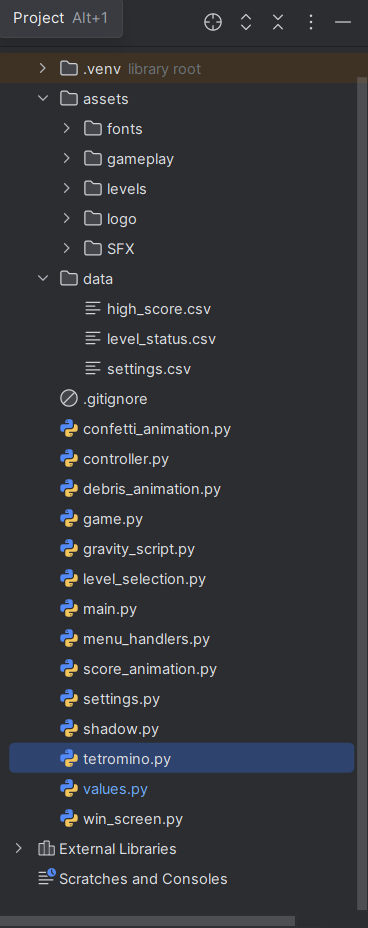 Project Alt+1
.venv library root
assets
fonts
gameplay
levels
logo
SFX
data
high_score.csv
level_status.csv
settings.csv
.gitignore
confetti_animation.py
controller.py
debris_animation.py
game.py
gravity_script.py
level_selection.py
main.py
menu_handlers.py
score_animation.py
settings.py
shadow.py
tetromino.py
values.py
win_screen.py
External Libraries
Scratches and Consoles